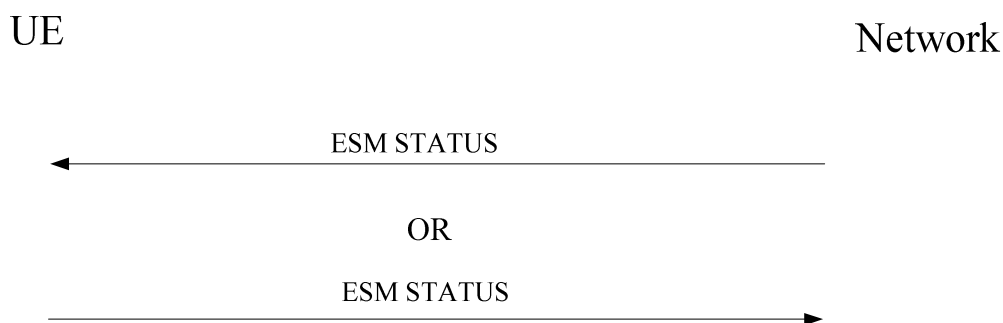 UE
Network
ESM STATUS
OR
ESM STATUS